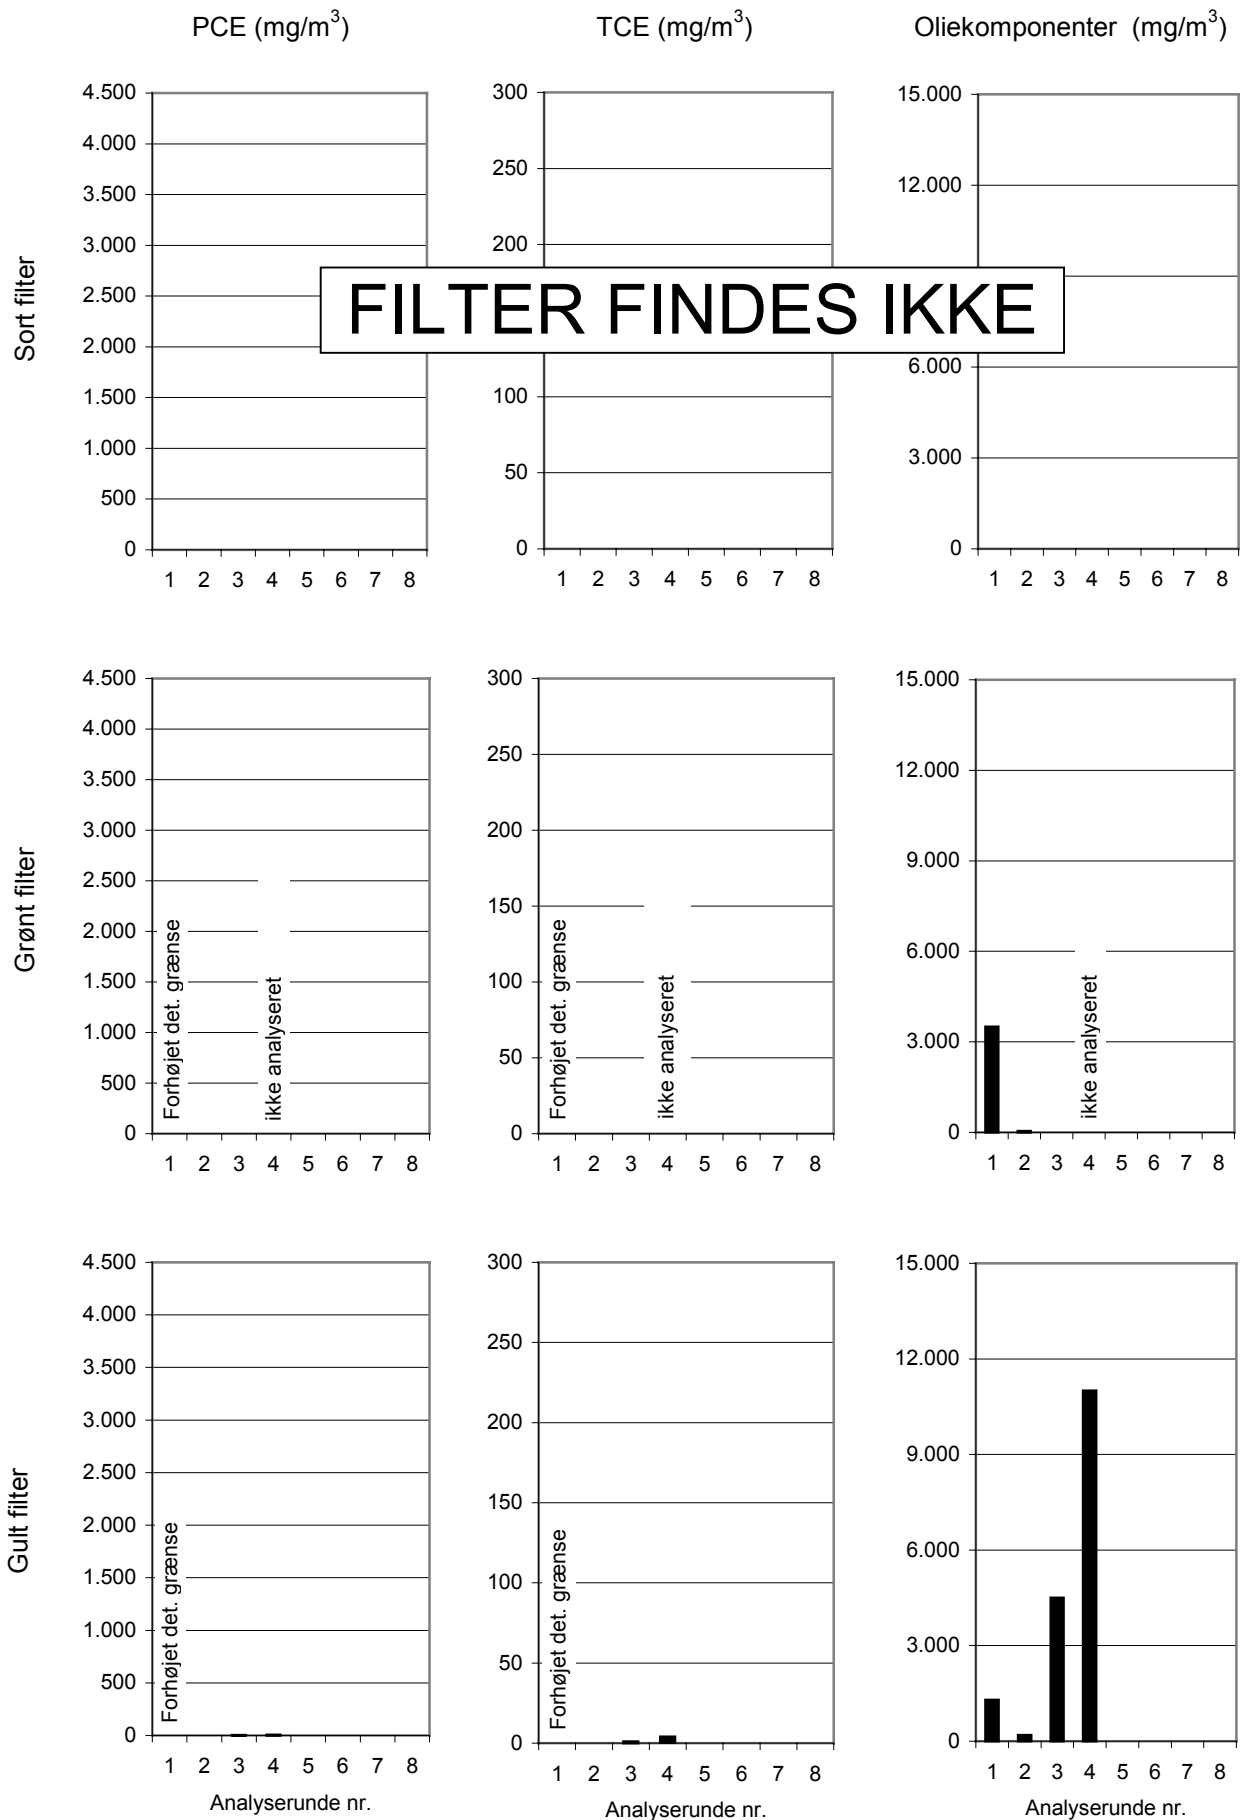 PCE (mg/m³) TCE (mg/m³) Oliekomponenter (mg/m³)
Sort filter
4.500
4.000
3.500
3.000
2.500
2.000
1.500
1.000
500
0
1 2 3 4 5 6 7 8
300
250
200
100
50
0
1 2 3 4 5 6 7 8
15.000
12.000
6.000
3.000
0
1 2 3 4 5 6 7 8
FILTER FINDES IKKE
Grønt filter
4.500
4.000
3.500
3.000
2.500
2.000
1.500
1.000
500
0
Forhøjet det. grænse
ikke analyseret
1 2 3 4 5 6 7 8
300
250
200
150
100
50
0
Forhøjet det. grænse
ikke analyseret
1 2 3 4 5 6 7 8
15.000
12.000
9.000
6.000
3.000
0
ikke analyseret
1 2 3 4 5 6 7 8
Gult filter
4.500
4.000
3.500
3.000
2.500
2.000
1.500
1.000
500
0
Forhøjet det. grænse
1 2 3 4 5 6 7 8
Analyserunde nr.
300
250
200
150
100
50
0
Forhøjet det. grænse
1 2 3 4 5 6 7 8
Analyserunde nr.
15.000
12.000
9.000
6.000
3.000
0
1 2 3 4 5 6 7 8
Analyserunde nr.